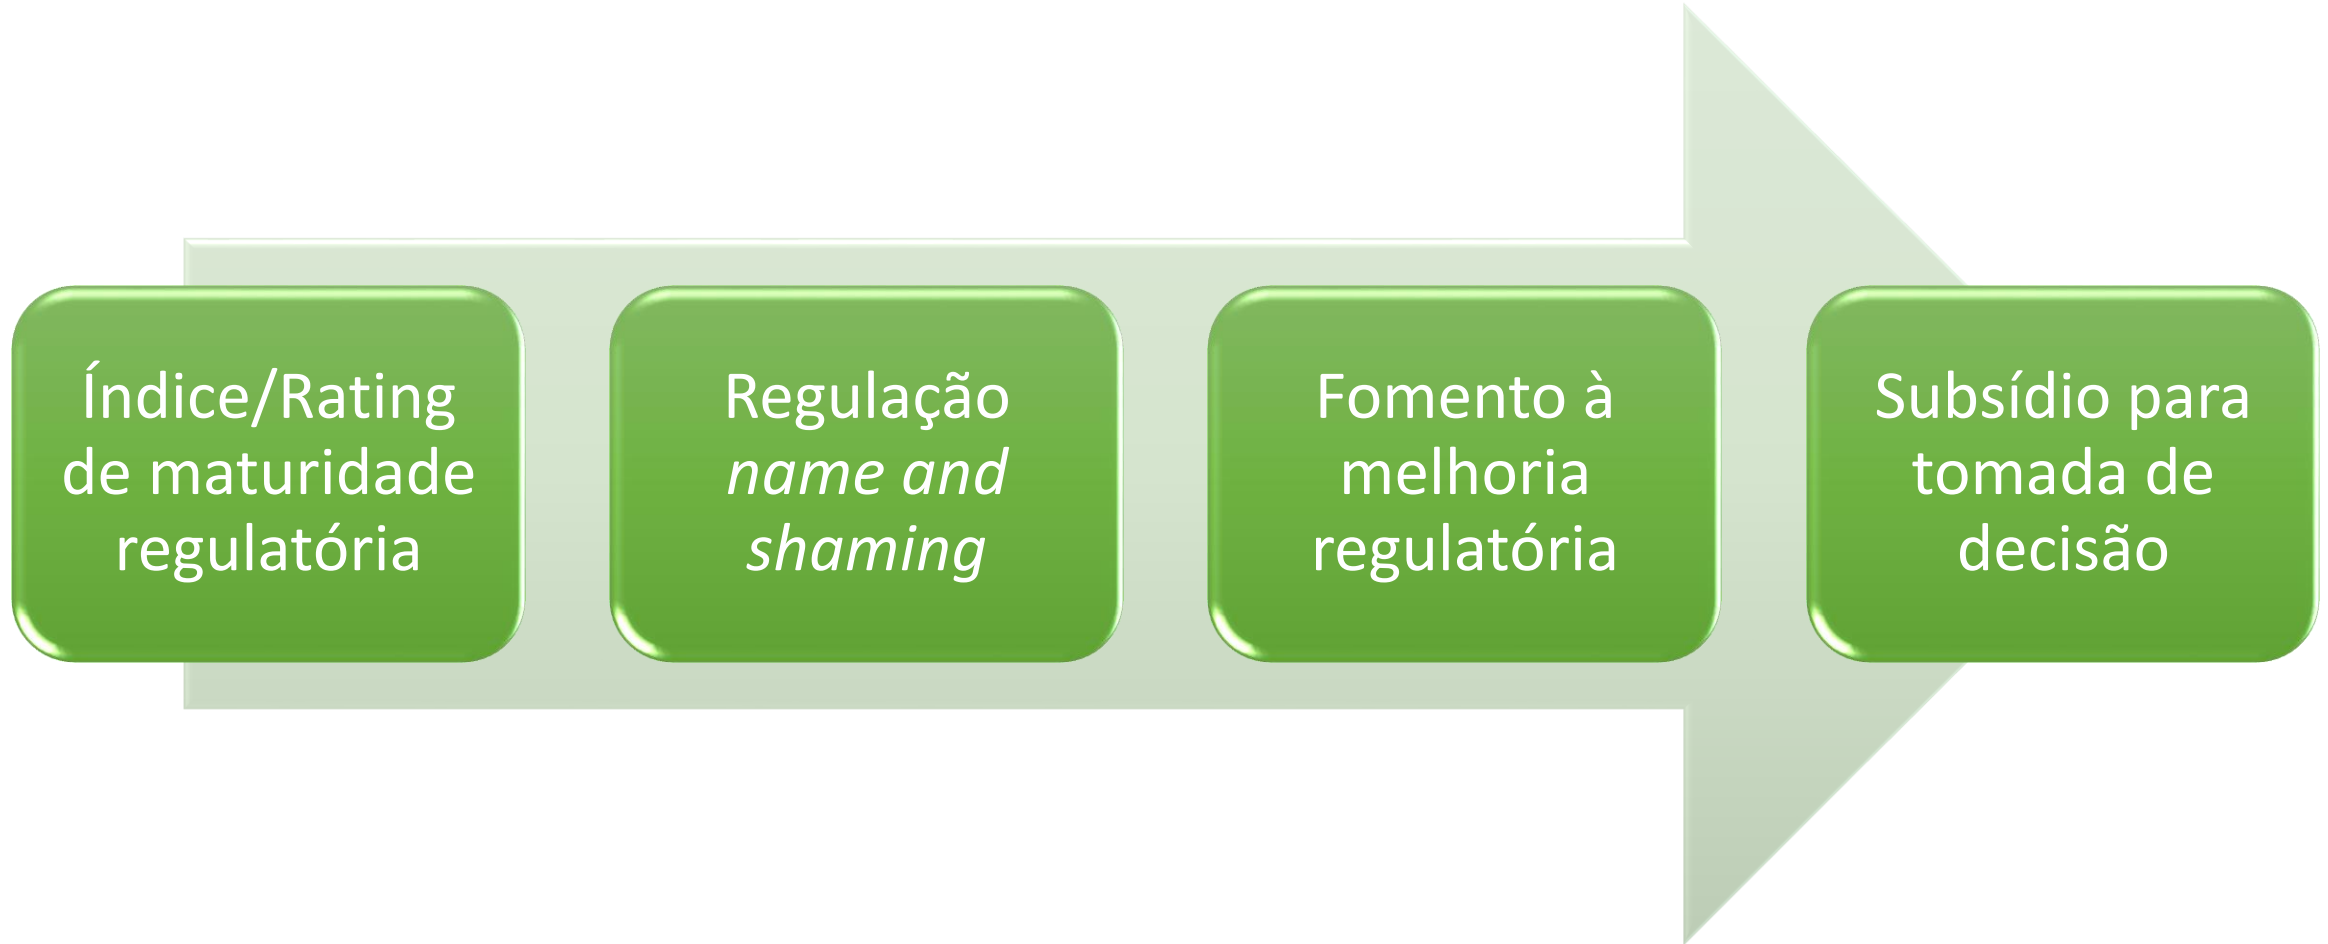 Índice/Rating
de maturidade
regulatória
Regulação
name and
shaming
Fomento à
melhoria
regulatória
Subsídio para
tomada de
decisão